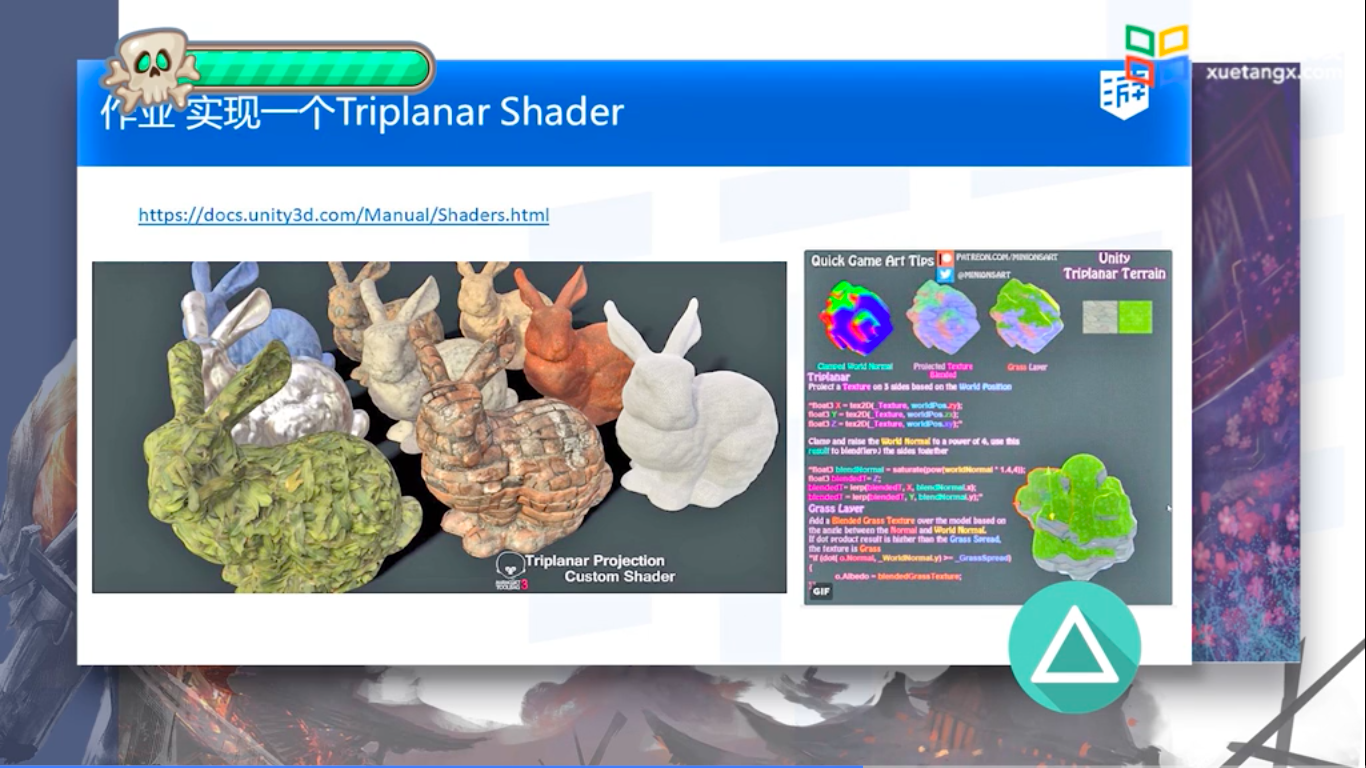 xuetangx.com
作业 实现一个Triplanar Shader
https://docs.unity3d.com/Manual/Shaders.html
Triplanar Projection
Custom Shader
3
Quick Game Art Tips
PATREON.COM/MINIONSART
@MINIONSART
Unity
Triplanar Terrain
Clamped World Normal
Projected Texture
Blended
Grass Layer
Triplanar
Project a Texture on 3 sides based on the World Position
"float3 X = tex2D(_Texture, worldPos.zy);
float3 Y = tex2D(_Texture, worldPos.zx);
float3 Z = tex2D(_Texture, worldPos.xy);"
Clamp and raise the World Normal to a power of 4, use this
result to blend(lerp) the sides together
"float3 blendNormal = saturate(pow(worldNormal * 1.4,4));
float3 blendedT= Z;
blendedT= lerp(blendedT, X, blendNormal.x);
blendedT = lerp(blendedT, Y, blendNormal.y);"
Grass Layer
Add a Blended Grass Texture over the model based on
the angle between the Normal and World Normal.
If dot product result is higher than the Grass Spread,
the texture is Grass
"if (dot( o.Normal, _WorldNormal.y) >= _GrassSpread)
{
o.Albedo = blendedGrassTexture;
GIF